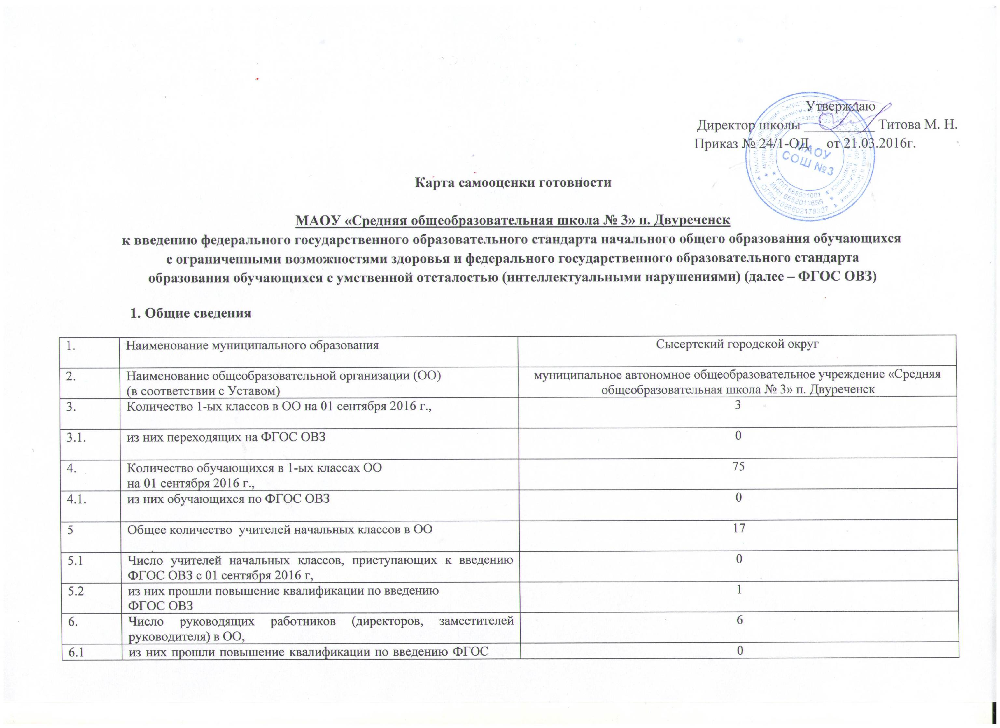 Утверждаю
Директор школы __________ Титова М. Н.
Приказ № 24/1-ОД от 21.03.2016г.
МАОУ
СОШ №3
КПП 668501001
ИНН 6652011655
ОГРН 1026602178327
Карта самооценки готовности
МАОУ «Средняя общеобразовательная школа № 3» п. Двуреченск
к введению федерального государственного образовательного стандарта начального общего образования обучающихся
с ограниченными возможностями здоровья и федерального государственного образовательного стандарта
образования обучающихся с умственной отсталостью (интеллектуальными нарушениями) (далее – ФГОС ОВЗ)
1. Общие сведения
1. Наименование муниципального образования Сысертский городской округ
2. Наименование общеобразовательной организации (ОО) муниципальное автономное общеобразовательное учреждение «Средняя
(в соответствии с Уставом) общеобразовательная школа № 3» п. Двуреченск
3. Количество 1-ых классов в ОО на 01 сентября 2016 г., 3
3.1. из них переходящих на ФГОС ОВЗ 0
4. Количество обучающихся в 1-ых классах ОО 75
на 01 сентября 2016 г.,
4.1. из них обучающихся по ФГОС ОВЗ 0
5 Общее количество учителей начальных классов в ОО 17
5.1 Число учителей начальных классов, приступающих к введению 0
ФГОС ОВЗ с 01 сентября 2016 г,
5.2 из них прошли повышение квалификации по введению 1
ФГОС ОВЗ
6. Число руководящих работников (директоров, заместителей 6
руководителя) в ОО,
6.1 из них прошли повышение квалификации по введению ФГОС 0